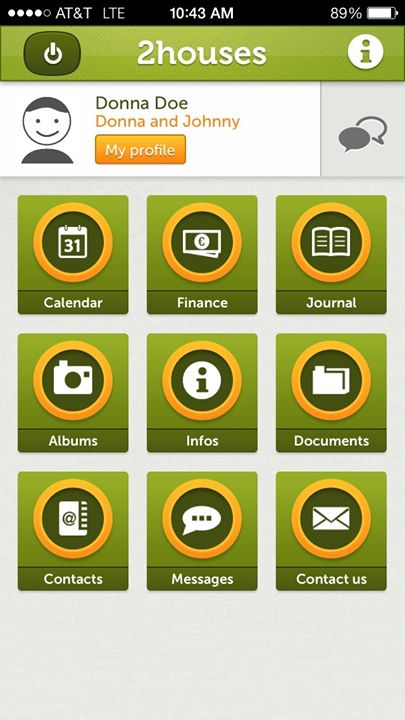 AT&T LTE 10:43 AM 89%
2houses
Donna Doe
Donna and Johnny
My profile
31
Calendar Finance Journal
Albums Infos Documents
@
Contacts Messages Contact us